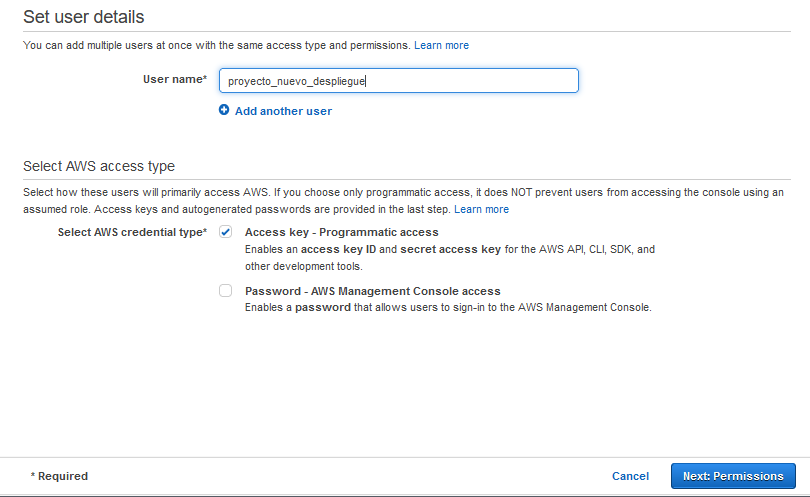 Set user details
You can add multiple users at once with the same access type and permissions. Learn more
User name*
proyecto_nuevo_despliegue
Add another user
Select AWS access type
Select how these users will primarily access AWS. If you choose only programmatic access, it does NOT prevent users from accessing the console using an
assumed role. Access keys and autogenerated passwords are provided in the last step. Learn more
Select AWS credential type*
Access key - Programmatic access
Enables an access key ID and secret access key for the AWS API, CLI, SDK, and
other development tools.
Password - AWS Management Console access
Enables a password that allows users to sign-in to the AWS Management Console.
* Required
Cancel
Next: Permissions